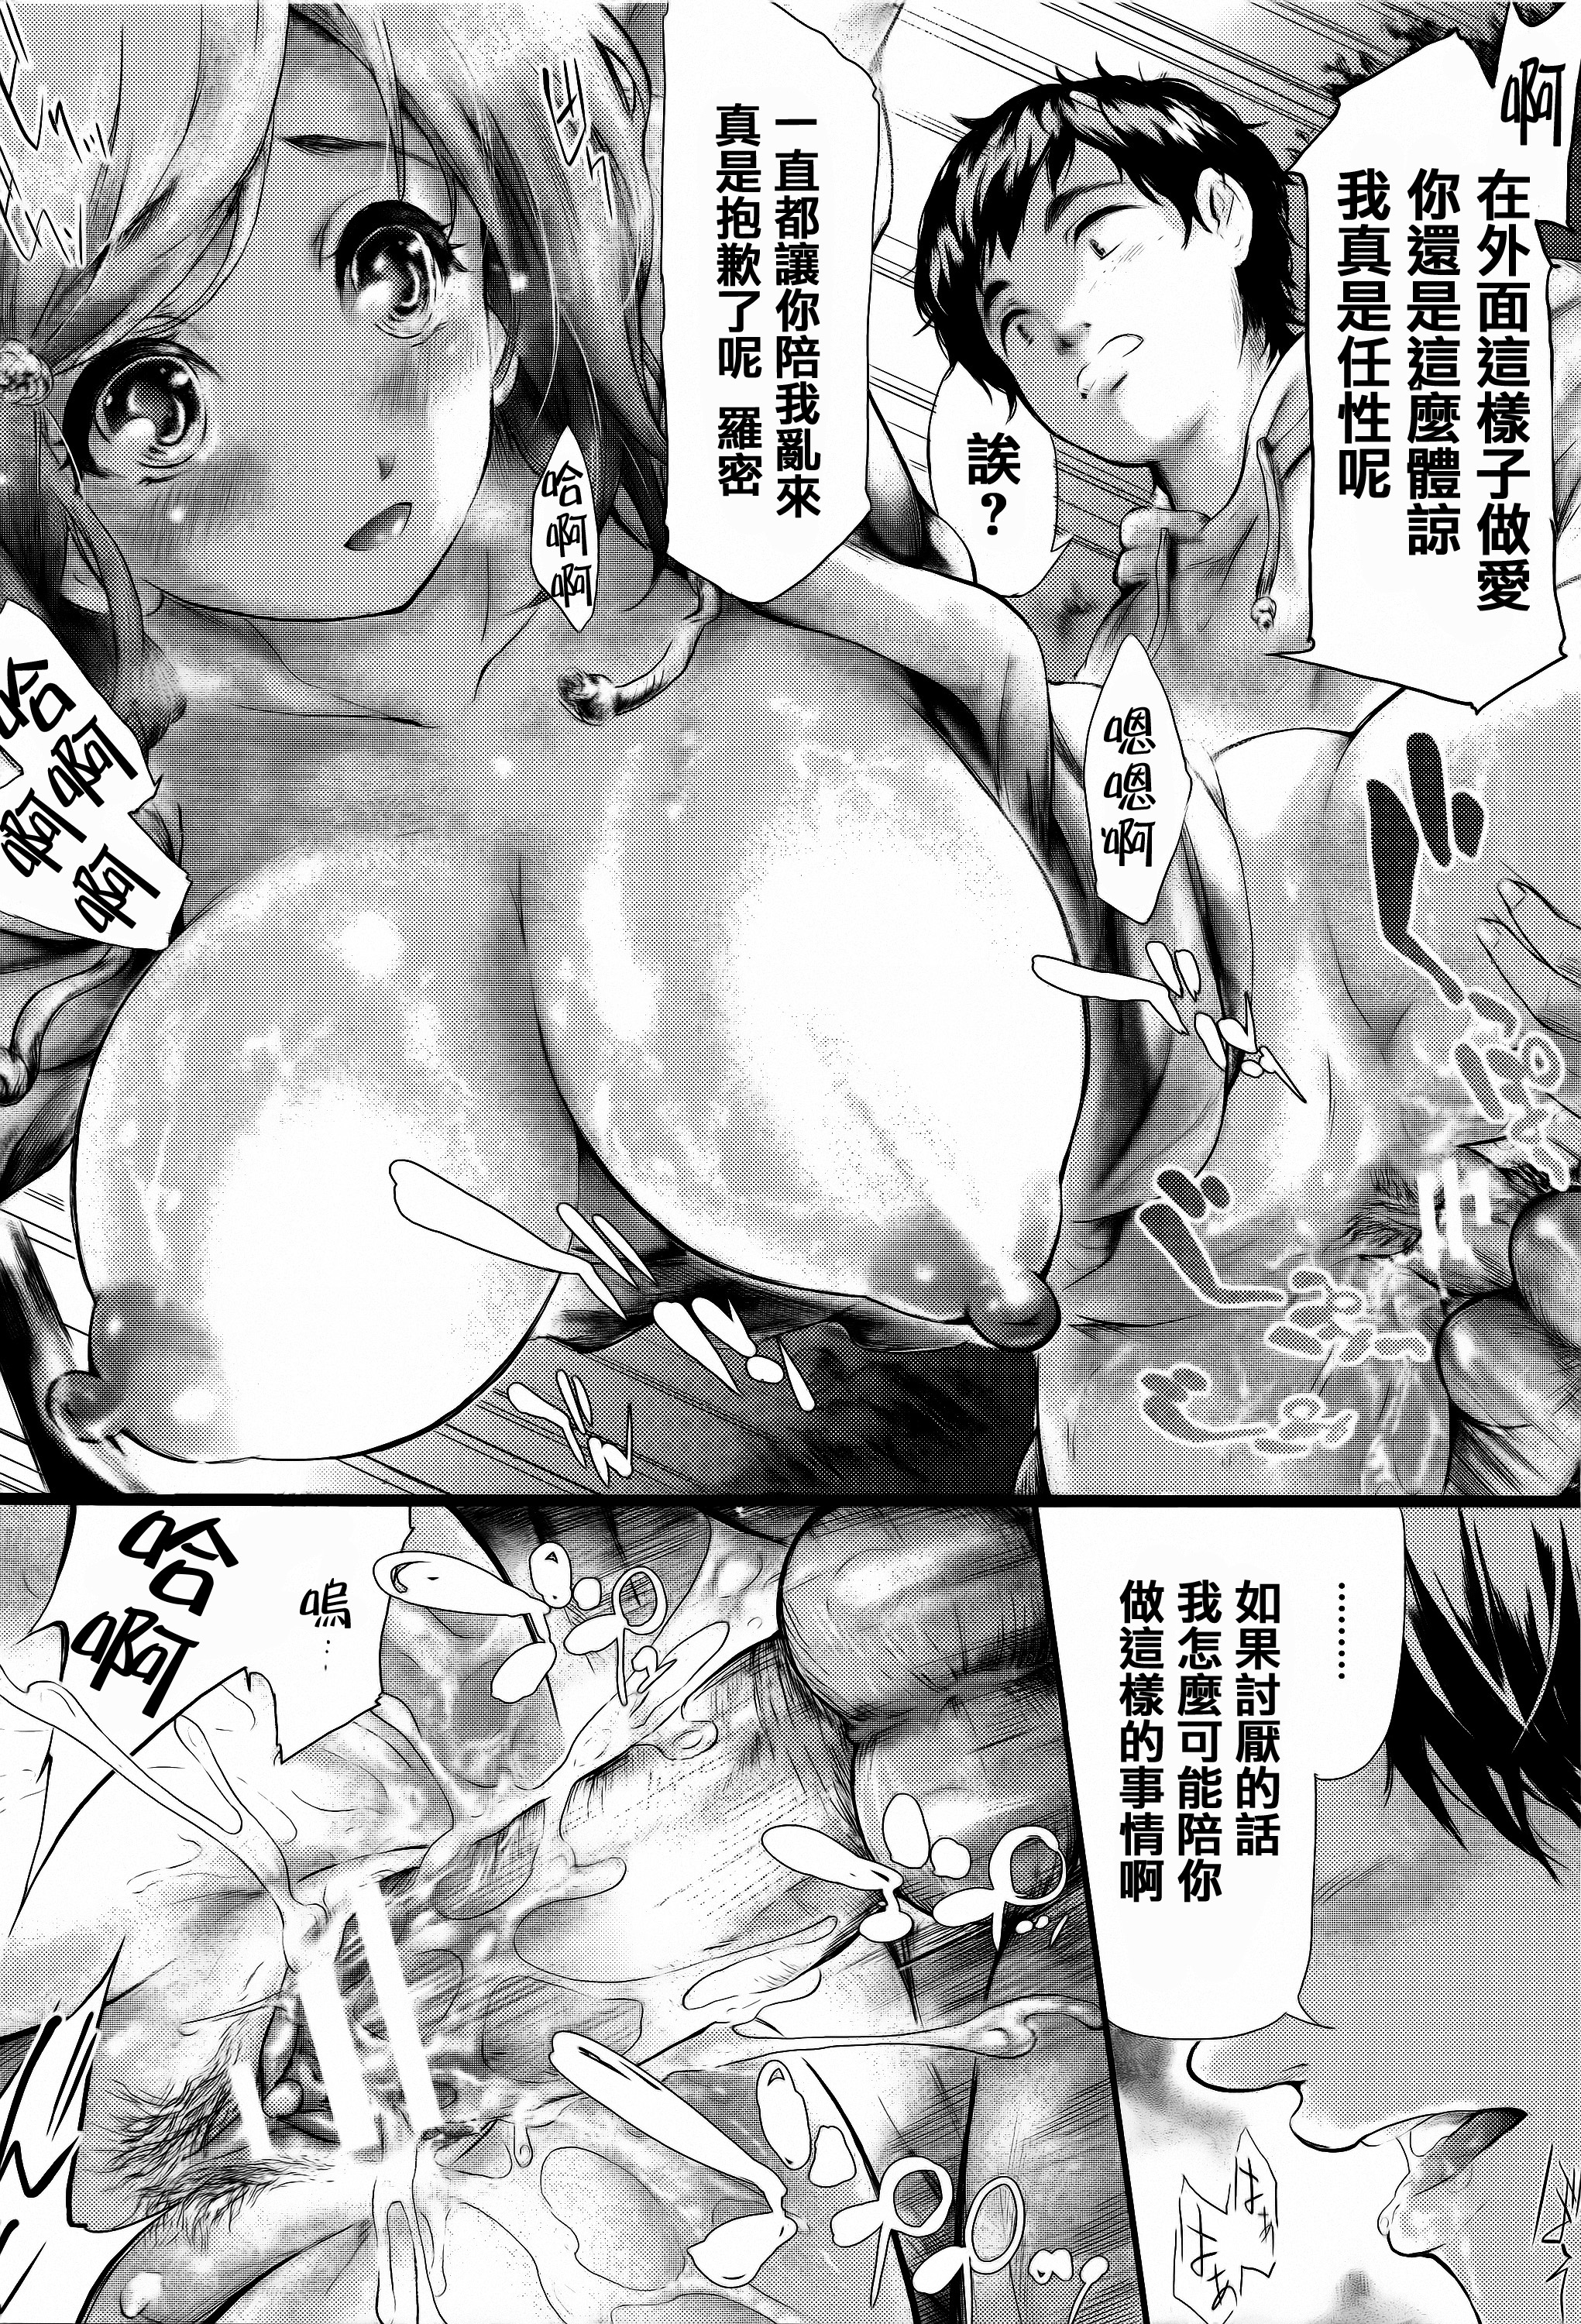 啊
在外面這樣子做愛
你還是這麼體諒
我真是任性呢
誒?
一直都讓你陪我亂來
真是抱歉了呢 羅密
哈啊啊
嗯嗯啊
哈啊啊
啊啊
………
如果討厭的話
我怎麼可能陪你
做這樣的事情啊
嗚…
哈啊
はぁ
はぁぁ